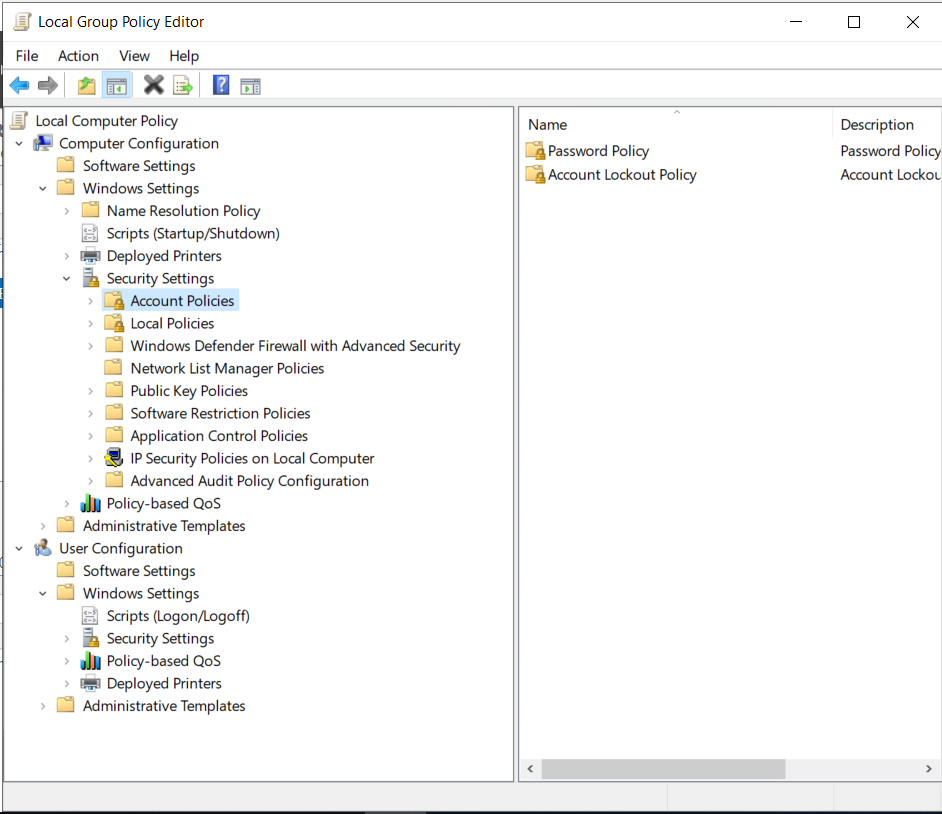 Local Group Policy Editor
File Action View Help
Local Computer Policy
Computer Configuration
Software Settings
Windows Settings
Name Resolution Policy
Scripts (Startup/Shutdown)
Deployed Printers
Security Settings
Account Policies
Local Policies
Windows Defender Firewall with Advanced Security
Network List Manager Policies
Public Key Policies
Software Restriction Policies
Application Control Policies
IP Security Policies on Local Computer
Advanced Audit Policy Configuration
Policy-based QoS
Administrative Templates
User Configuration
Software Settings
Windows Settings
Scripts (Logon/Logoff)
Security Settings
Policy-based QoS
Deployed Printers
Administrative Templates
Name Description
Password Policy Password Policy
Account Lockout Policy Account Lockou